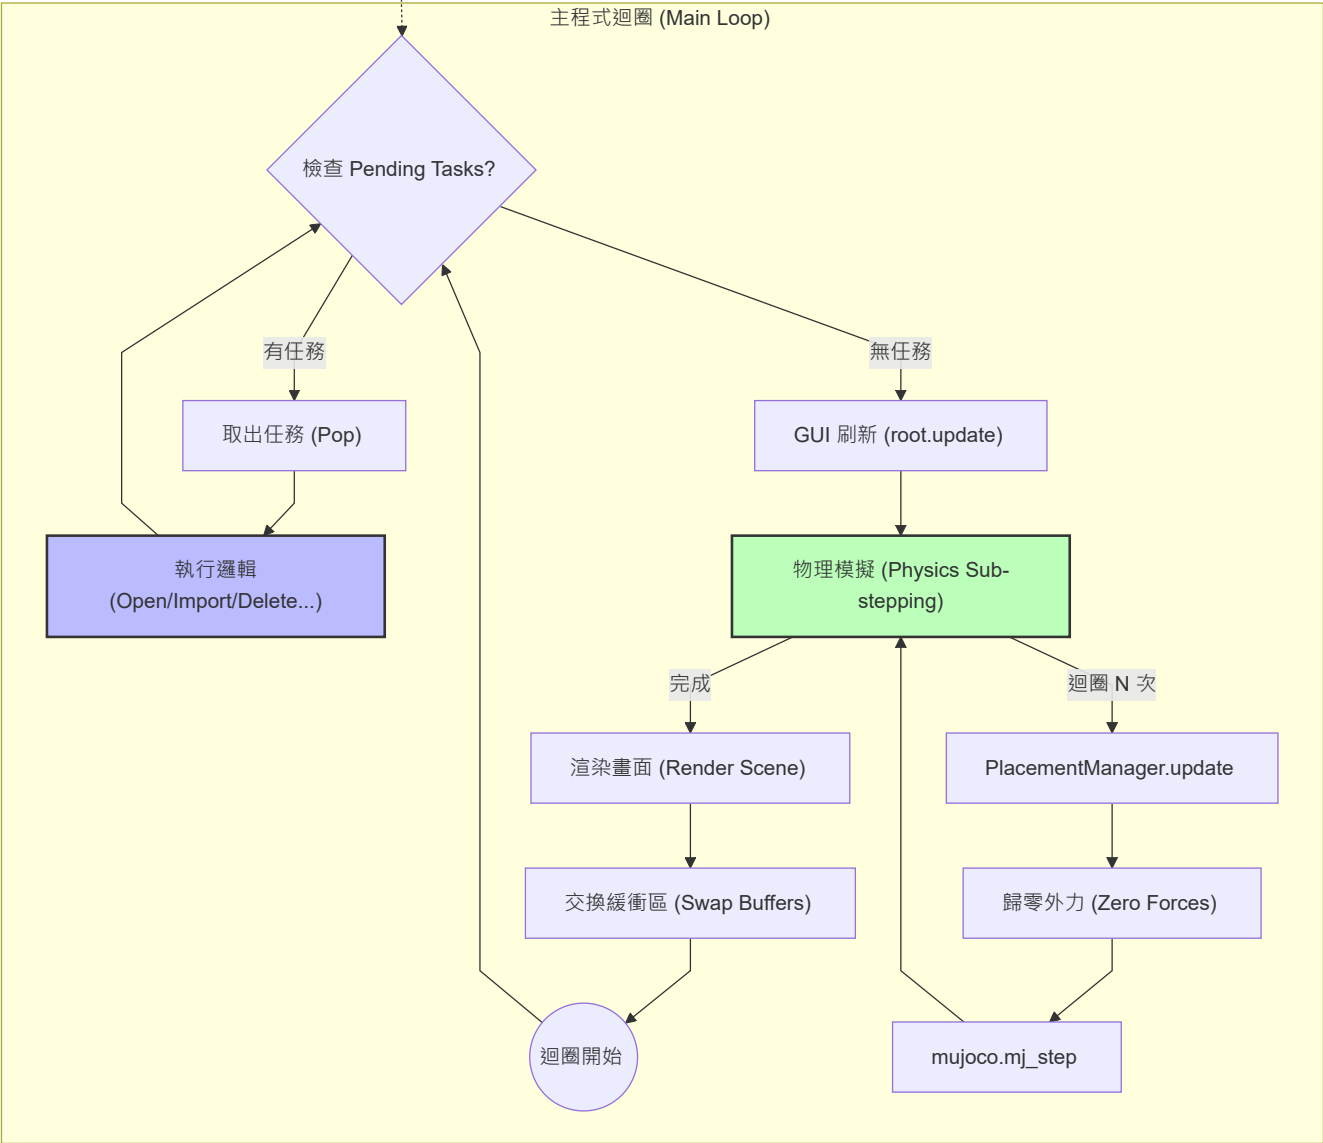 主程式迴圈 (Main Loop)
檢查 Pending Tasks?
有任務
無任務
取出任務 (Pop)
GUI 刷新 (root.update)
執行邏輯
(Open/Import/Delete...)
物理模擬 (Physics Sub-
stepping)
完成
迴圈 N 次
渲染畫面 (Render Scene)
PlacementManager.update
交換緩衝區 (Swap Buffers)
歸零外力 (Zero Forces)
迴圈開始
mujoco.mj_step